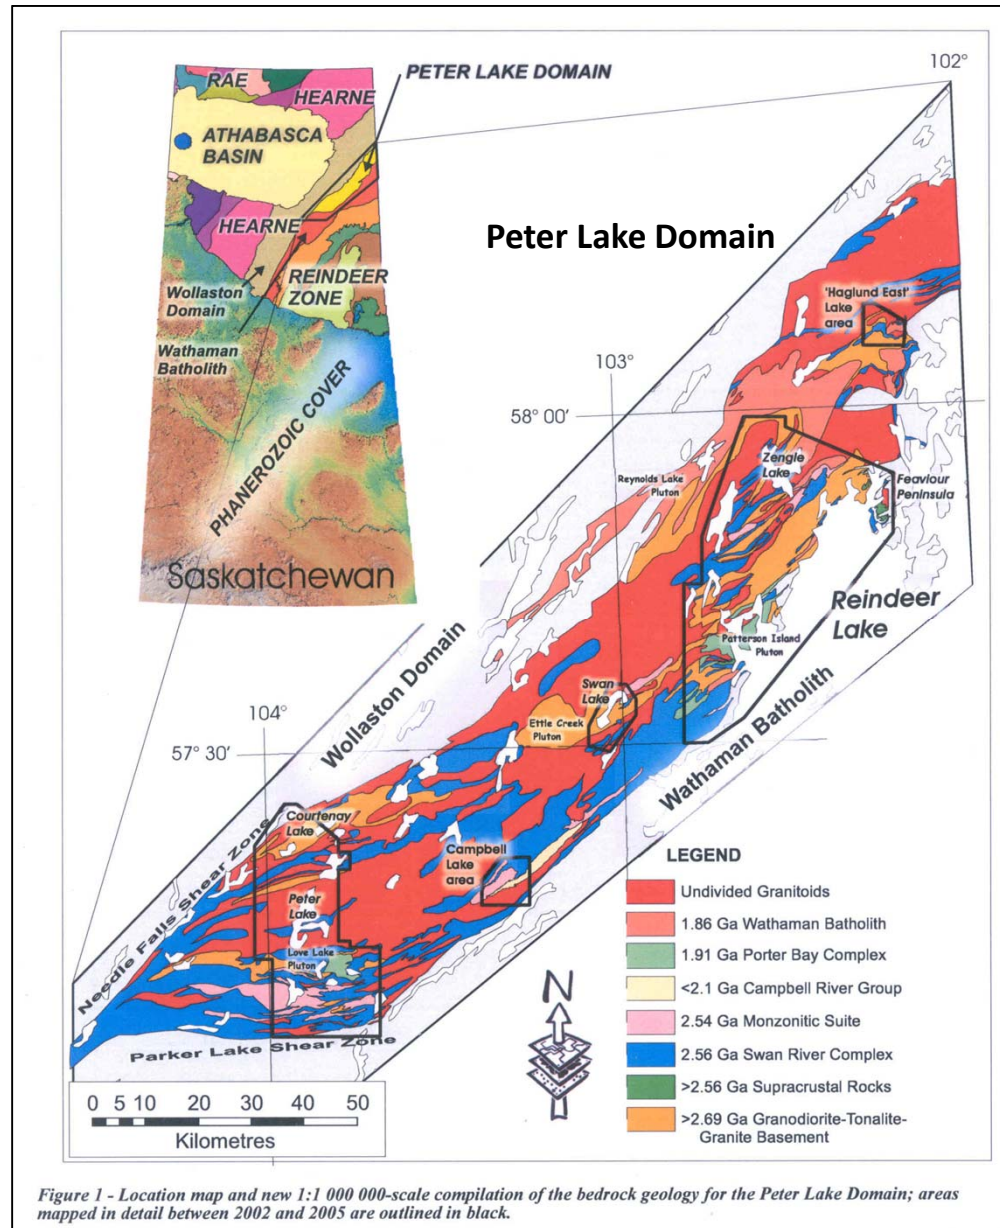 PETER LAKE DOMAIN
RAE
HEARNE
ATHABASCA
BASIN
HEARNE
REINDEER
ZONE
Wollaston
Domain
Wathaman
Batholith
PHANEROZOIC COVER
Saskatchewan
102°
Peter Lake Domain
'Haglund East'
Lake
area
103°
58° 00'
Zengle
Lake
Reynolds Lake
Pluton
Feaviour
Peninsula
Reindeer
Lake
Patterson Island
Pluton
Wollaston Domain
Swan
Lake
Ettle Creek
Pluton
Wathaman Batholith
104°
57° 30'
Courtenay
Lake
Campbell
Lake
area
Peter
Lake
Love Lake
Pluton
Needle Falls Shear Zone
Parker Lake Shear Zone
N
0 5 10 20 30 40 50
Kilometres
LEGEND
Undivided Granitoids
1.86 Ga Wathaman Batholith
1.91 Ga Porter Bay Complex
<2.1 Ga Campbell River Group
2.54 Ga Monzonitic Suite
2.56 Ga Swan River Complex
>2.56 Ga Supracrustal Rocks
>2.69 Ga Granodiorite-Tonalite-
Granite Basement
Figure 1 - Location map and new 1:1 000 000-scale compilation of the bedrock geology for the Peter Lake Domain; areas
mapped in detail between 2002 and 2005 are outlined in black.